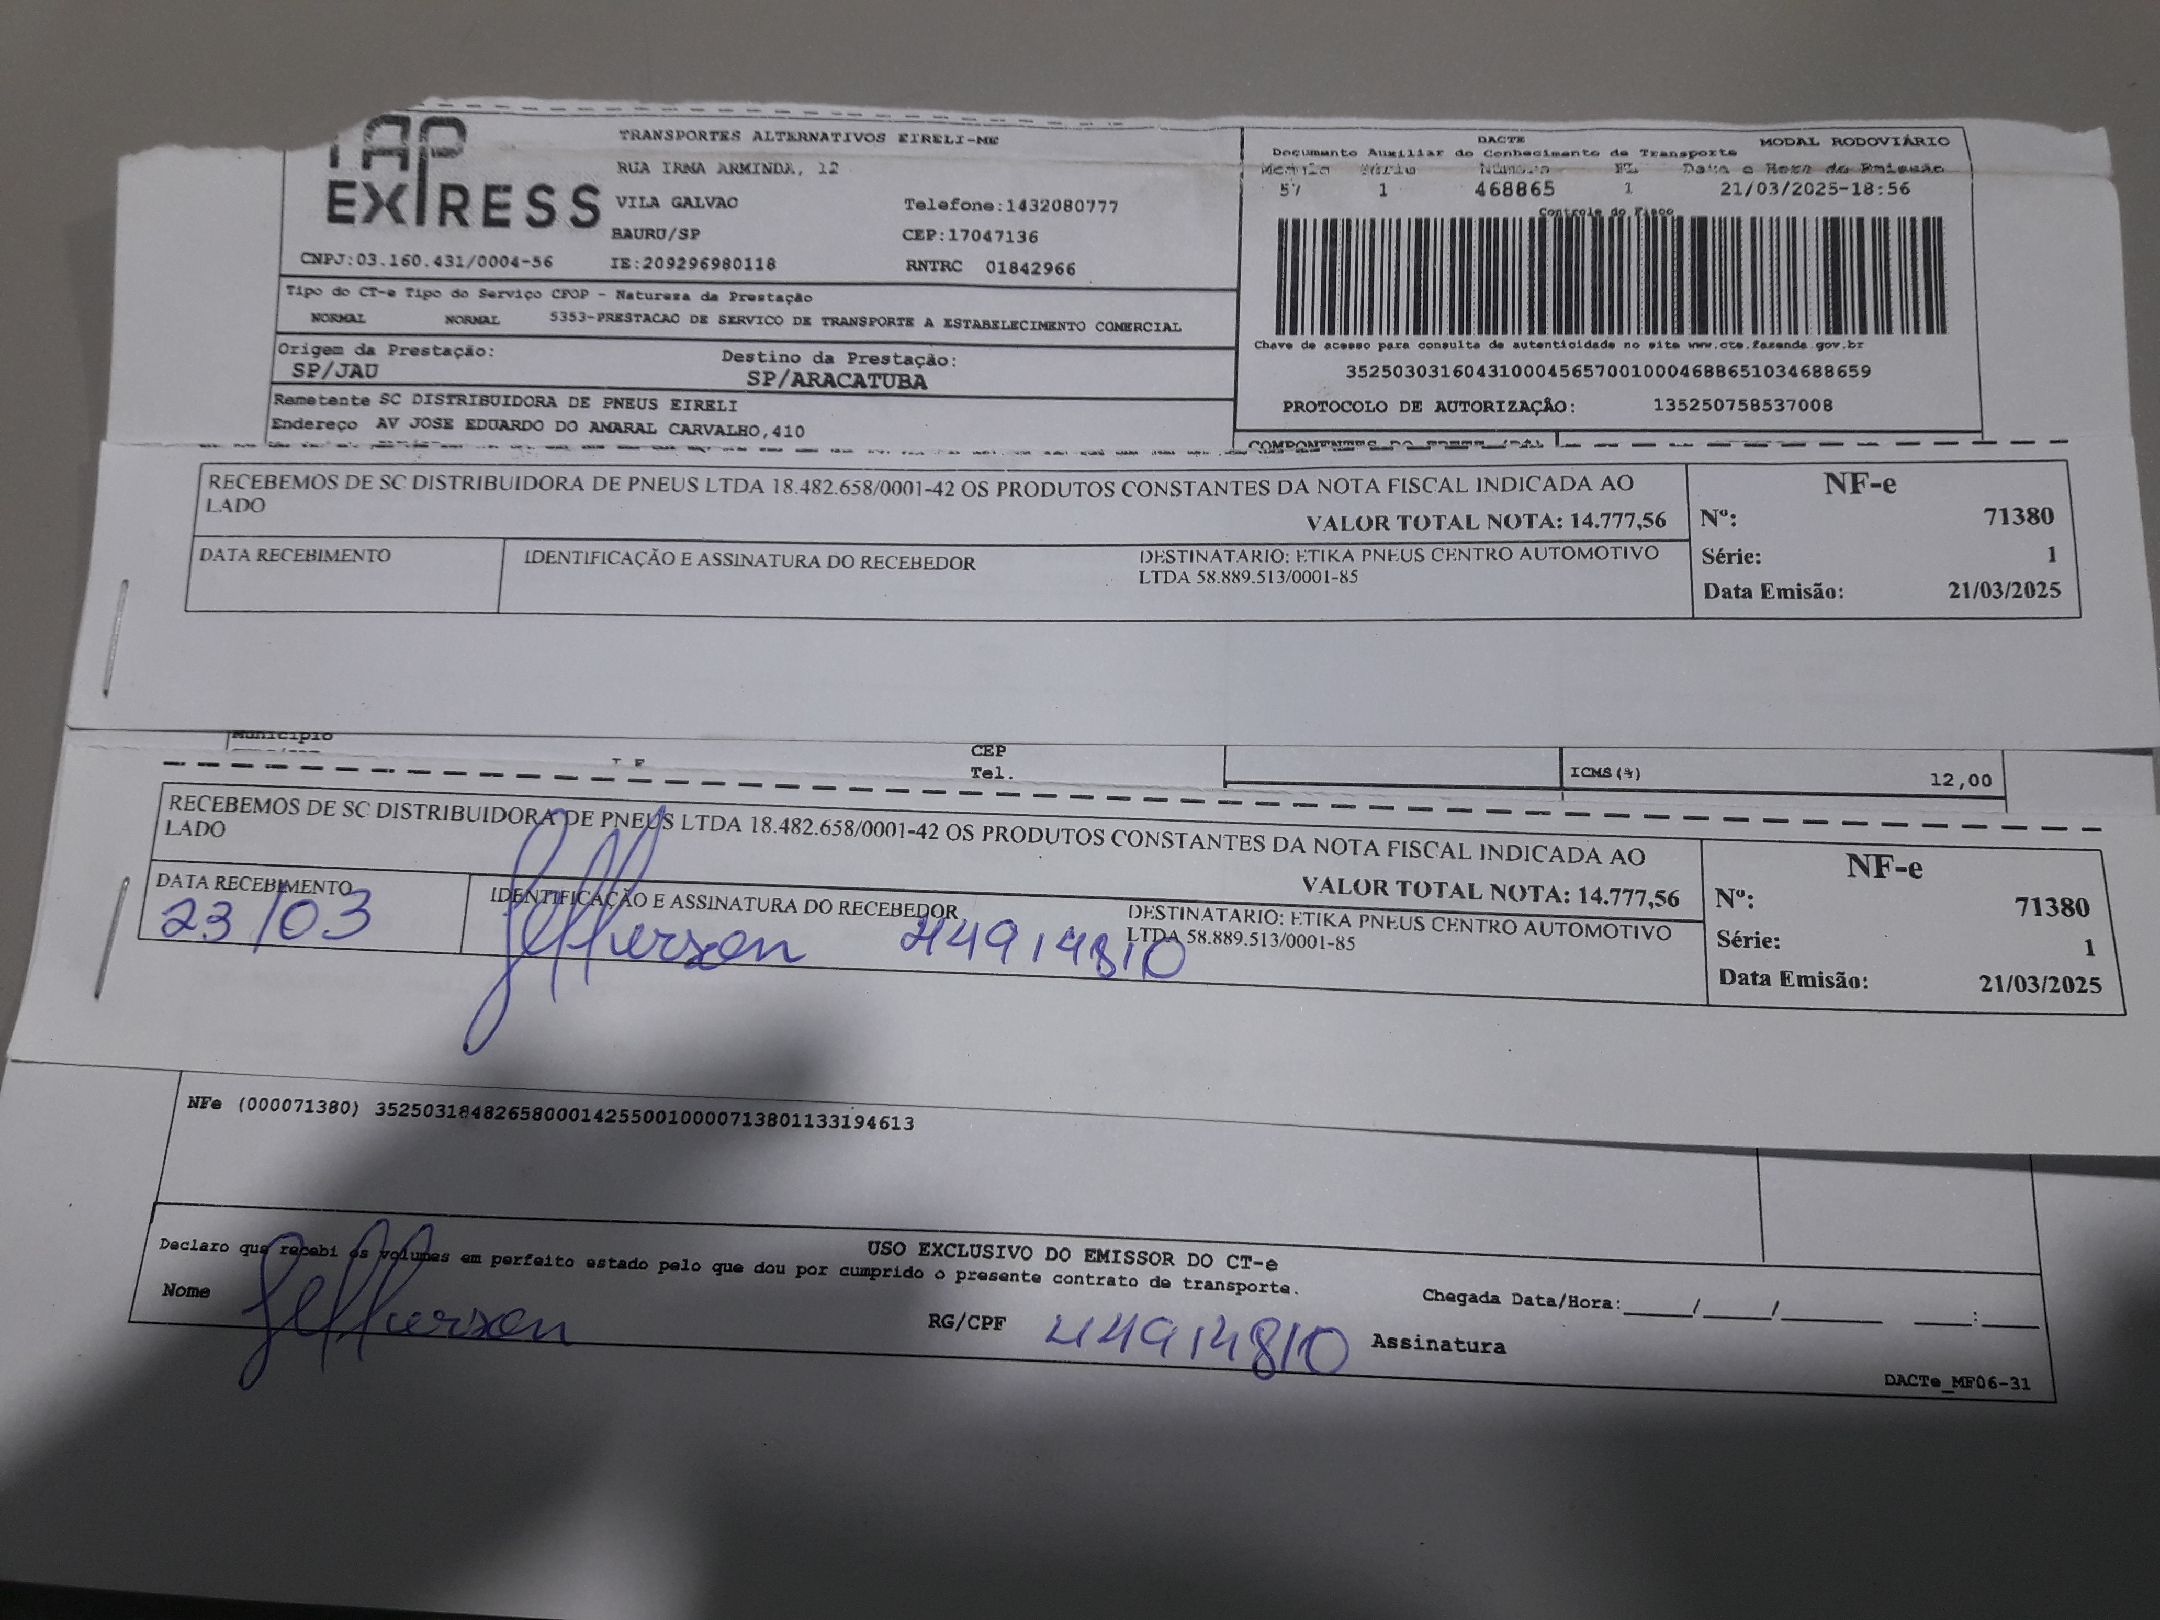 TAP
EXPRESS
TRANSPORTES ALTERNATIVOS EIRELI-ME
RUA IRMA ARMINDA, 12
VILA GALVAO Telefone:1432080777
BAURU/SP CEP:17047136
CNPJ:03.160.431/0004-56 IE:209296980118 RNTRC 01842966
DACTE MODAL RODOVIÁRIO
Documento Auxiliar do Conhecimento de Transporte
Modelo Série Número FL Data e Hora de Emissão
57 1 468865 1 21/03/2025-18:56
Controle do Fisco
Chave de acesso para consulta de autenticidade no site www.cte.fazenda.gov.br
35250303160431000456570010004688651034688659
PROTOCOLO DE AUTORIZAÇÃO: 135250758537008
Tipo do CT-e Tipo do Serviço CFOP - Natureza da Prestação
NORMAL NORMAL 5353-PRESTACAO DE SERVICO DE TRANSPORTE A ESTABELECIMENTO COMERCIAL
Origem da Prestação: Destino da Prestação:
SP/JAU SP/ARACATUBA
Remetente SC DISTRIBUIDORA DE PNEUS EIRELI
Endereço AV JOSE EDUARDO DO AMARAL CARVALHO,410
RECEBEMOS DE SC DISTRIBUIDORA DE PNEUS LTDA 18.482.658/0001-42 OS PRODUTOS CONSTANTES DA NOTA FISCAL INDICADA AO
LADO
VALOR TOTAL NOTA: 14.777,56
DATA RECEBIMENTO IDENTIFICAÇÃO E ASSINATURA DO RECEBEDOR DESTINATARIO: ETIKA PNEUS CENTRO AUTOMOTIVO
LTDA 58.889.513/0001-85
NF-e
Nº: 71380
Série: 1
Data Emisão: 21/03/2025
Município
CEP
Tel.
ICMS(%) 12,00
RECEBEMOS DE SC DISTRIBUIDORA DE PNEUS LTDA 18.482.658/0001-42 OS PRODUTOS CONSTANTES DA NOTA FISCAL INDICADA AO
LADO
VALOR TOTAL NOTA: 14.777,56
DATA RECEBIMENTO IDENTIFICAÇÃO E ASSINATURA DO RECEBEDOR DESTINATARIO: ETIKA PNEUS CENTRO AUTOMOTIVO
LTDA 58.889.513/0001-85
23/03 Jefferson 44914810
NF-e
Nº: 71380
Série: 1
Data Emisão: 21/03/2025
NFe (000071380) 35250318482658000142550010000713801133194613
USO EXCLUSIVO DO EMISSOR DO CT-e
Declaro que recebi os volumes em perfeito estado pelo que dou por cumprido o presente contrato de transporte.
Nome Jefferson RG/CPF 44914810 Assinatura
Chegada Data/Hora:_____/_____/_______ ____:____
DACTe_MF06-31